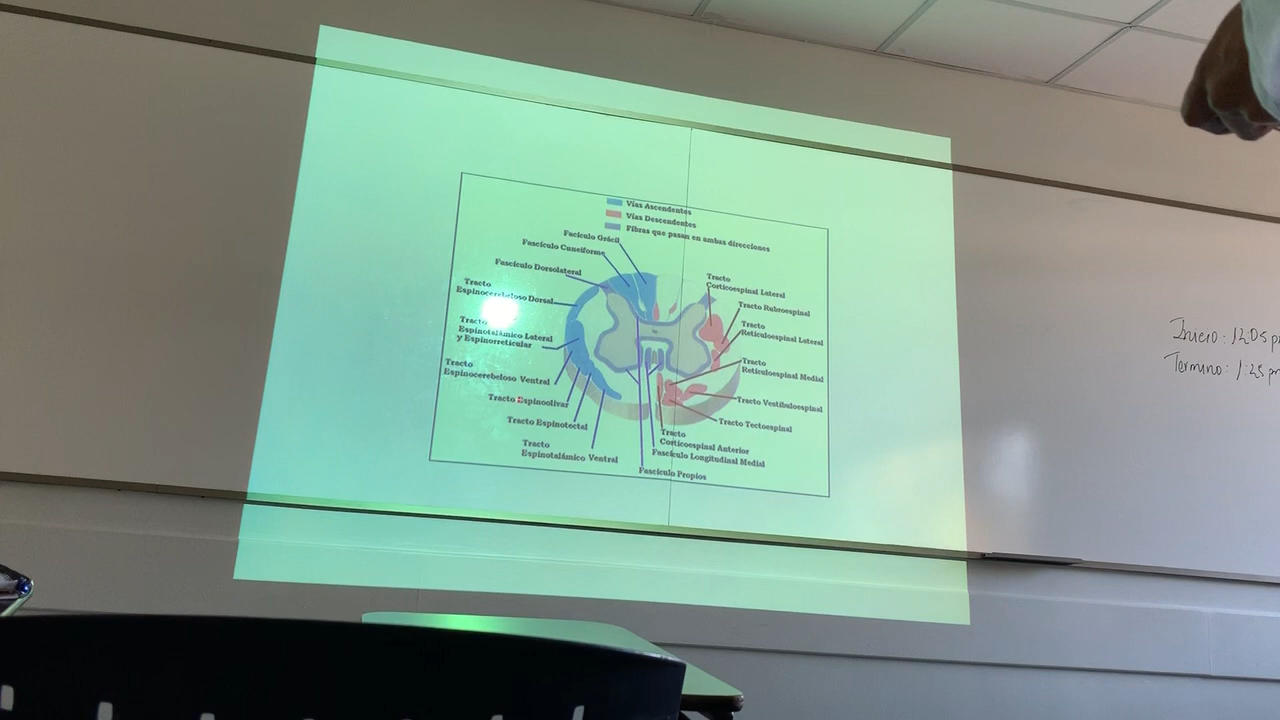 Vías Ascendentes
Vías Descendentes
Fibras que pasan en ambas direcciones
Facículo Grácil
Fascículo Cuneiforme
Fascículo Dorsolateral
Tracto
Espinocerebeloso Dorsal
Tracto
Espinotalámico Lateral
y Espinorreticular
Tracto
Espinocerebeloso Ventral
Tracto Espinoolivar
Tracto Espinotectal
Tracto
Espinotalámico Ventral
Tracto
Corticoespinal Lateral
Tracto Rubroespinal
Tracto
Reticuloespinal Lateral
Tracto
Reticuloespinal Medial
Tracto Vestibuloespinal
Tracto Tectoespinal
Tracto
Corticoespinal Anterior
Fascículo Longitudinal Medial
Fascículo Propios
: 12:05 p
Termino: 1:25 pm